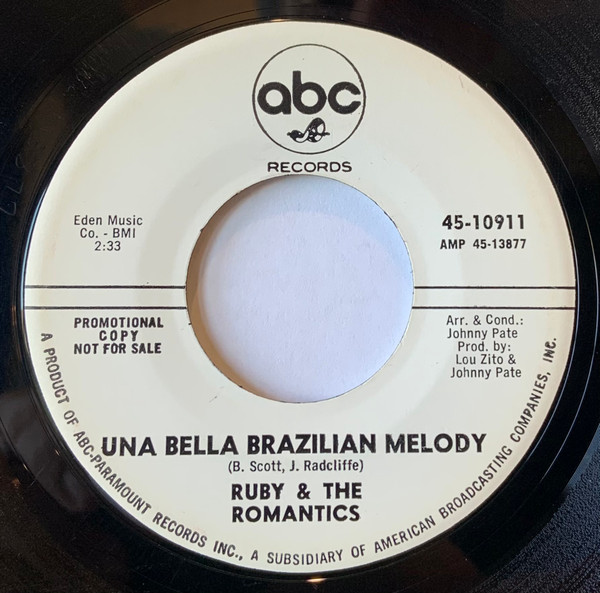 abc
RECORDS
Eden Music
Co. - BMI
2:33
45-10911
AMP 45-13877
PROMOTIONAL
COPY
NOT FOR SALE
Arr. & Cond.:
Johnny Pate
Prod. by:
Lou Zito &
Johnny Pate
UNA BELLA BRAZILIAN MELODY
(B. Scott, J. Radcliffe)
RUBY & THE
ROMANTICS
A PRODUCT OF ABC-PARAMOUNT RECORDS INC., A SUBSIDIARY OF AMERICAN BROADCASTING COMPANIES, INC.